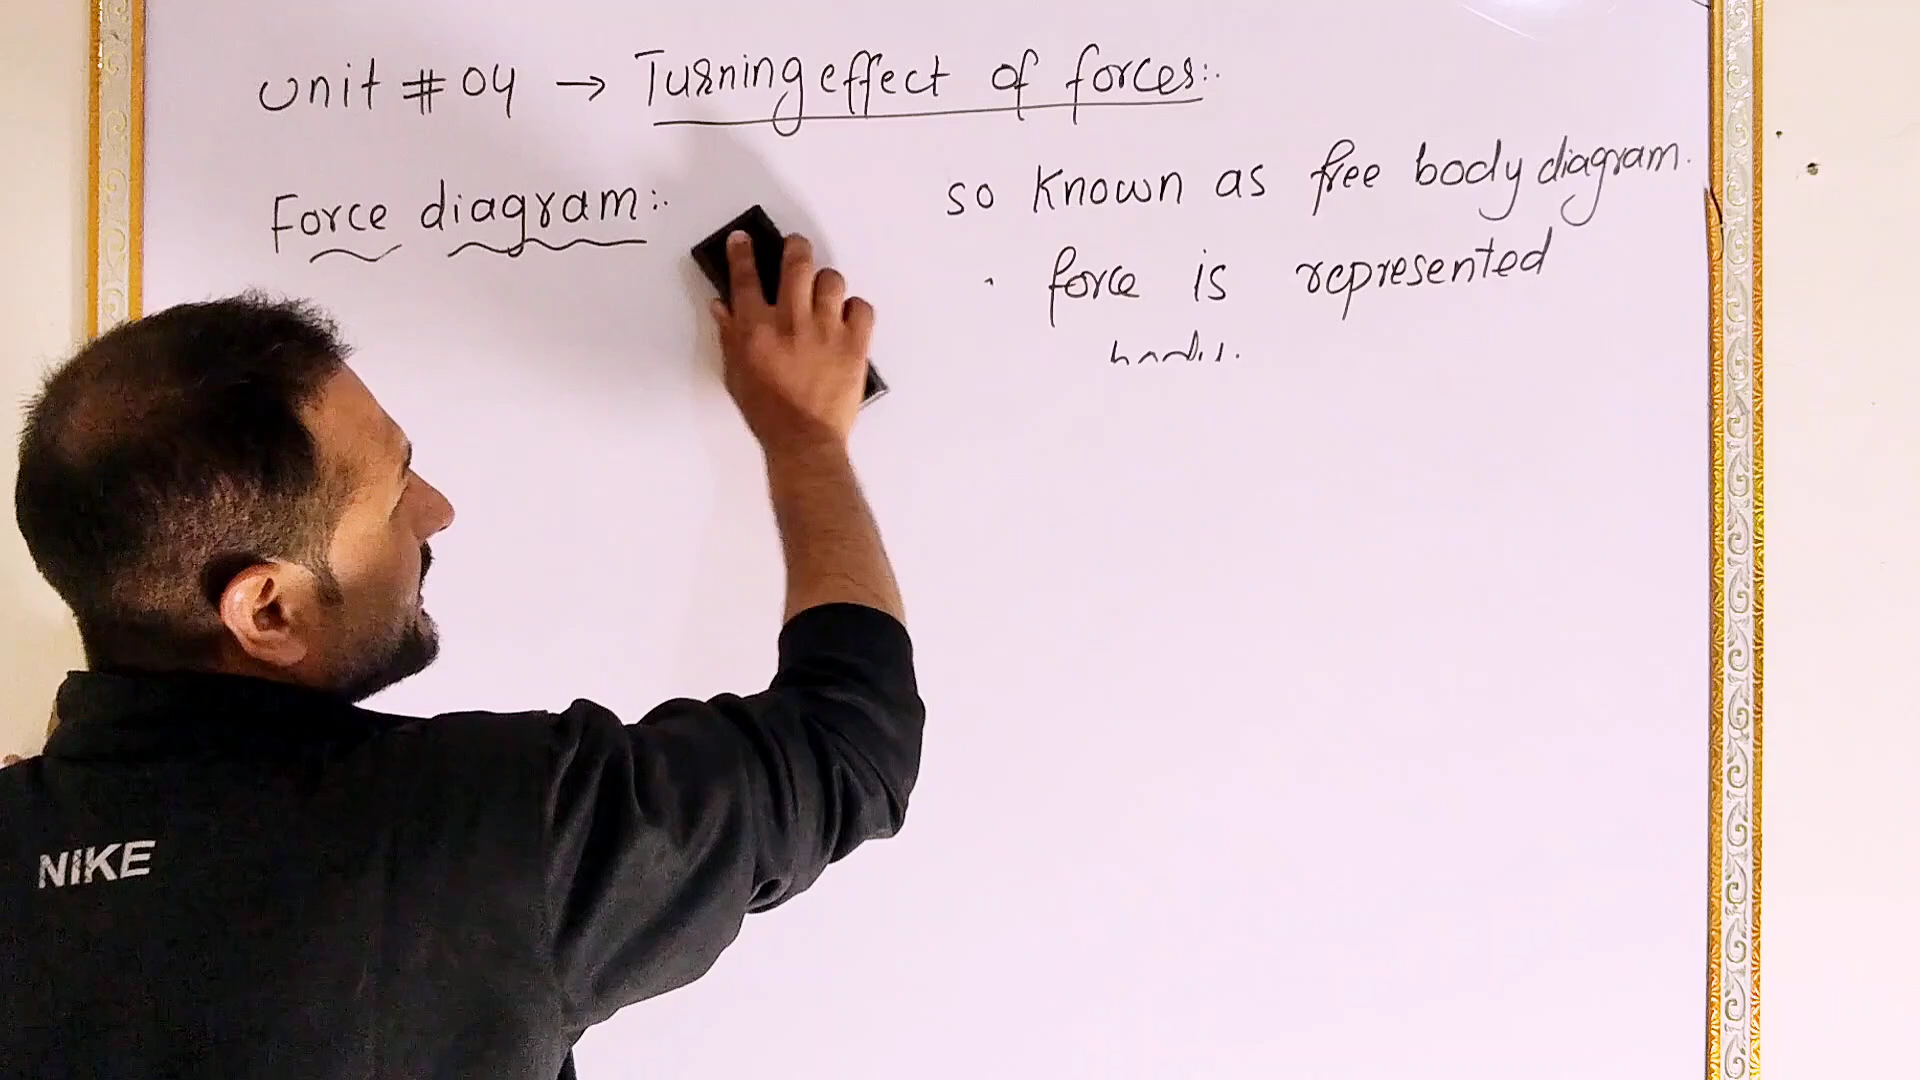 Unit # 04 → Turning effect of forces:.
Force diagram:.
so known as free body diagram.
. force is represented
NIKE